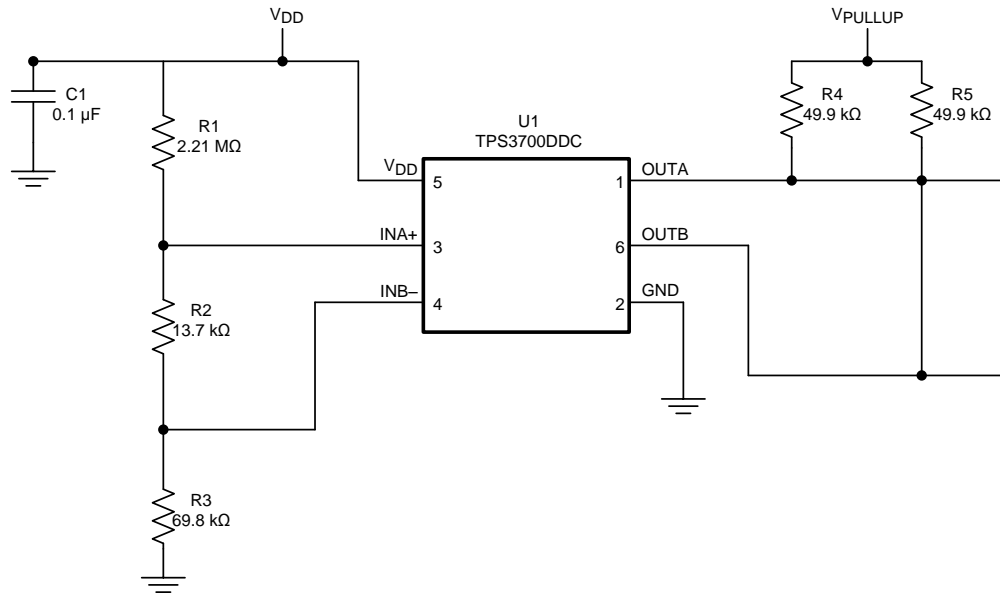 VDD
VPULLUP
C1
0.1 µF
R1
2.21 MΩ
R4
49.9 kΩ
R5
49.9 kΩ
U1
TPS3700DDC
VDD
5
1
OUTA
INA+
3
6
OUTB
INB–
4
2
GND
R2
13.7 kΩ
R3
69.8 kΩ